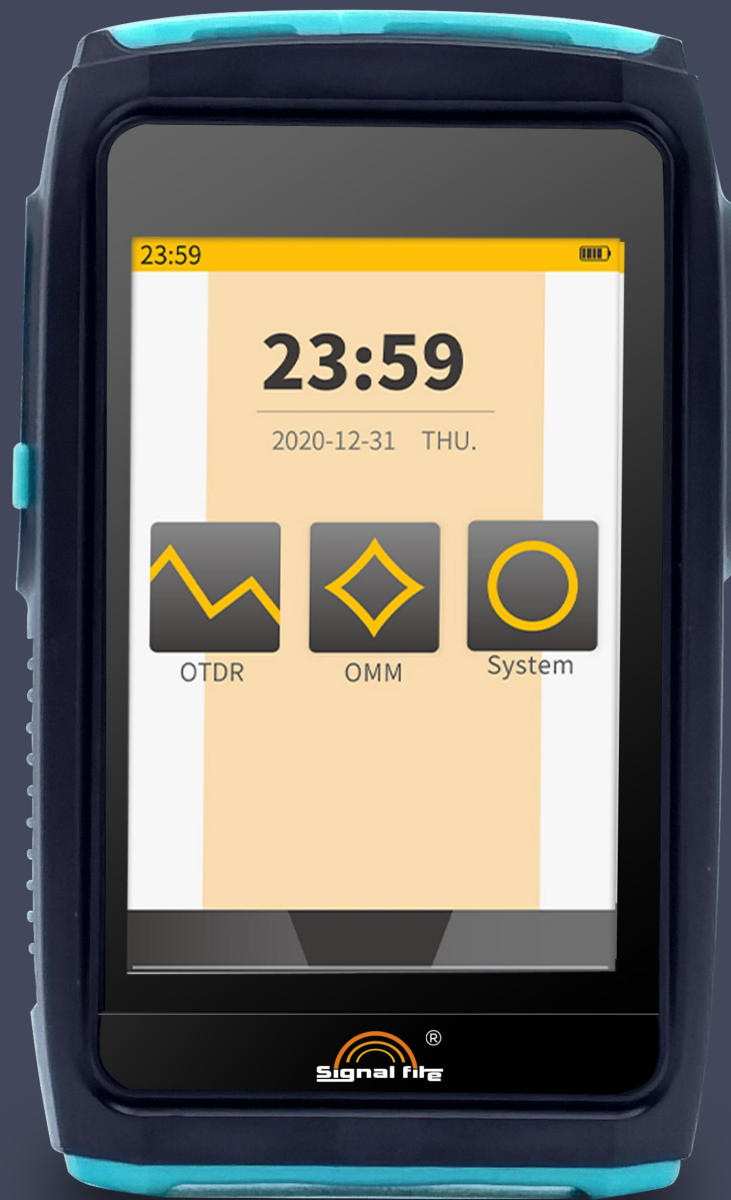 23:59
23:59
2020-12-31 THU.
OTDR OMM System
®
Signal fire